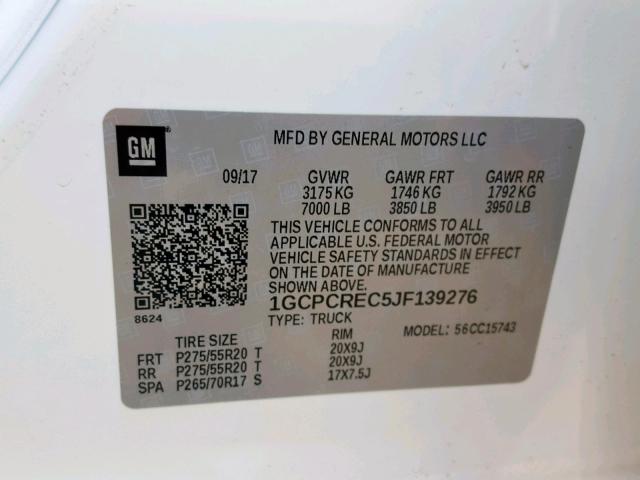 GM
MFD BY GENERAL MOTORS LLC
09/17 GVWR GAWR FRT GAWR RR
3175 KG 1746 KG 1792 KG
7000 LB 3850 LB 3950 LB
THIS VEHICLE CONFORMS TO ALL
APPLICABLE U.S. FEDERAL MOTOR
VEHICLE SAFETY STANDARDS IN EFFECT
ON THE DATE OF MANUFACTURE
SHOWN ABOVE.
8624
1GCPCREC5JF139276
TYPE: TRUCK MODEL: 56CC15743
TIRE SIZE RIM
FRT P275/55R20 T 20X9J
RR P275/55R20 T 20X9J
SPA P265/70R17 S 17X7.5J